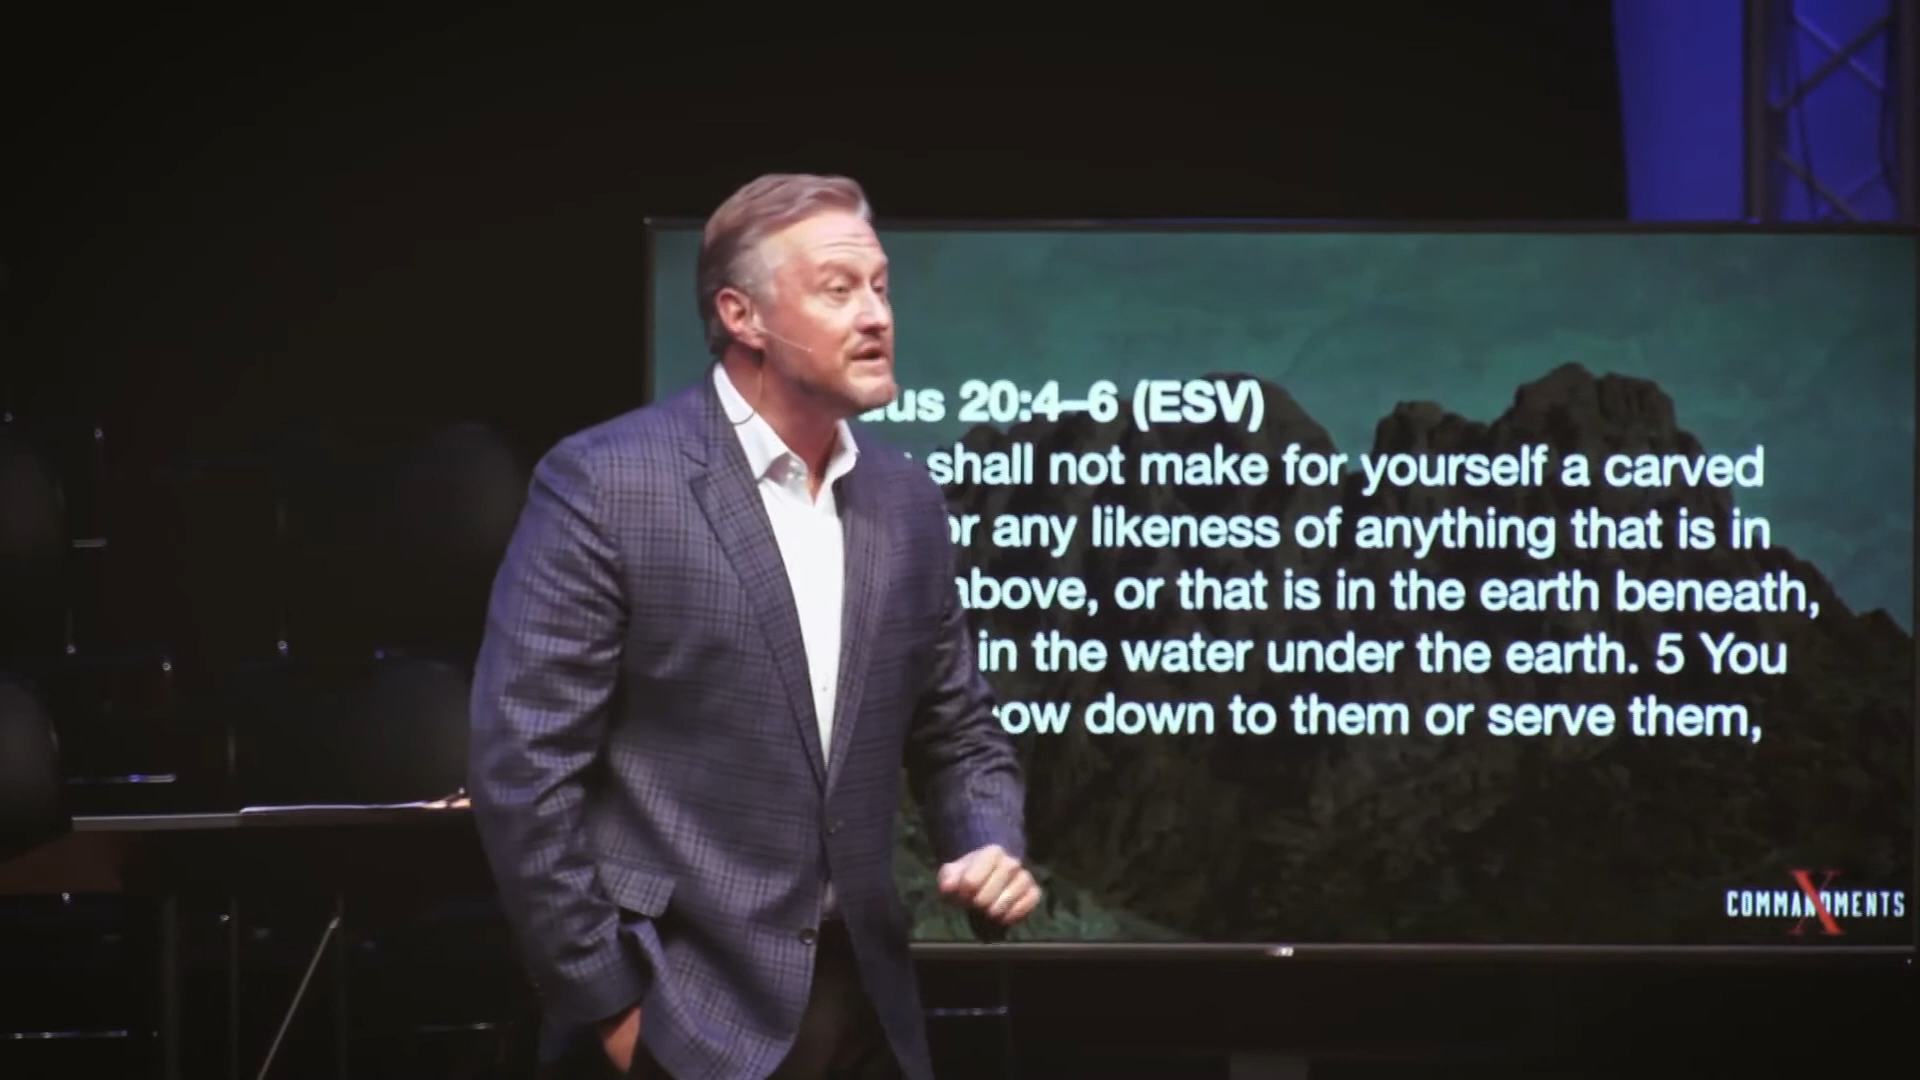 20:4–6 (ESV)
shall not make for yourself a carved
any likeness of anything that is in
above, or that is in the earth beneath,
in the water under the earth. 5 You
down to them or serve them,
X
COMMANDMENTS